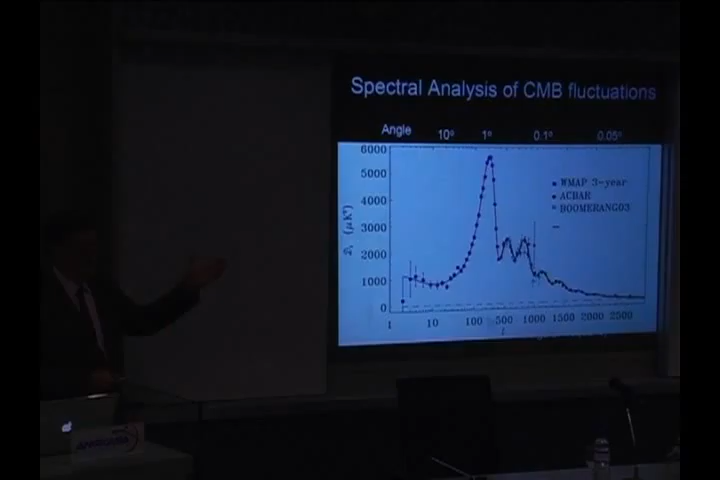 Spectral Analysis of CMB fluctuations
Angle 10° 1° 0.1° 0.05°
6000
5000
4000
3000
2000
1000
0
(μK²)
WMAP 3-year
ACBAR
BOOMERANG03
1 10 100 500 1000 1500 2000 2500
l